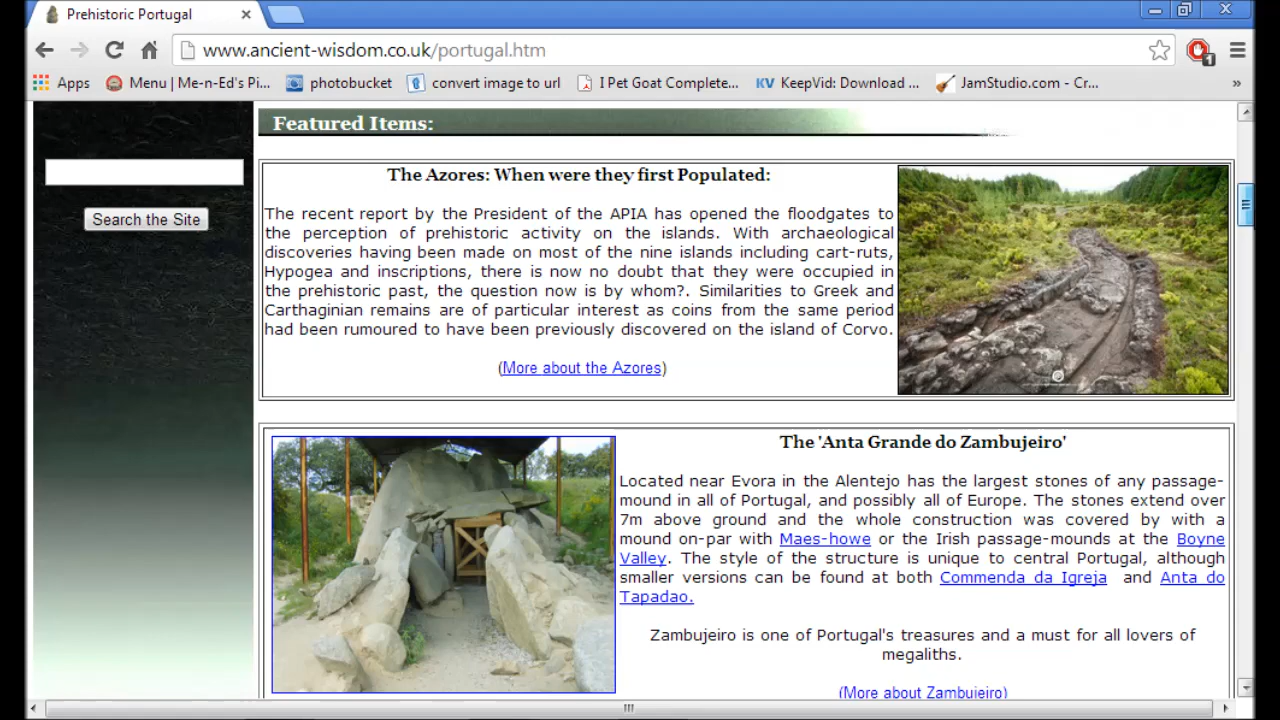 Prehistoric Portugal
www.ancient-wisdom.co.uk/portugal.htm
1
Apps Menu | Me-n-Ed's Pi... photobucket convert image to url I Pet Goat Complete... KV KeepVid: Download ... JamStudio.com - Cr... »
Featured Items:
Search the Site
The Azores: When were they first Populated:
The recent report by the President of the APIA has opened the floodgates to
the perception of prehistoric activity on the islands. With archaeological
discoveries having been made on most of the nine islands including cart-ruts,
Hypogea and inscriptions, there is now no doubt that they were occupied in
the prehistoric past, the question now is by whom?. Similarities to Greek and
Carthaginian remains are of particular interest as coins from the same period
had been rumoured to have been previously discovered on the island of Corvo.
(More about the Azores)
The 'Anta Grande do Zambujeiro'
Located near Evora in the Alentejo has the largest stones of any passage-
mound in all of Portugal, and possibly all of Europe. The stones extend over
7m above ground and the whole construction was covered by with a
mound on-par with Maes-howe or the Irish passage-mounds at the Boyne
Valley. The style of the structure is unique to central Portugal, although
smaller versions can be found at both Commenda da Igreja and Anta do
Tapadao.
Zambujeiro is one of Portugal's treasures and a must for all lovers of
megaliths.
(More about Zambujeiro)